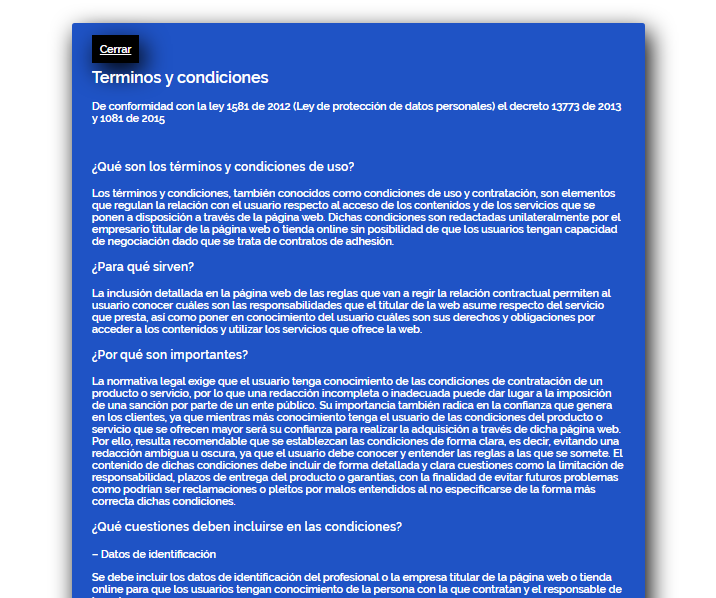 Cerrar
Terminos y condiciones
De conformidad con la ley 1581 de 2012 (Ley de protección de datos personales) el decreto 13773 de 2013
y 1081 de 2015
¿Qué son los términos y condiciones de uso?
Los términos y condiciones, también conocidos como condiciones de uso y contratación, son elementos
que regulan la relación con el usuario respecto al acceso de los contenidos y de los servicios que se
ponen a disposición a través de la página web. Dichas condiciones son redactadas unilateralmente por el
empresario titular de la página web o tienda online sin posibilidad de que los usuarios tengan capacidad
de negociación dado que se trata de contratos de adhesión.
¿Para qué sirven?
La inclusión detallada en la página web de las reglas que van a regir la relación contractual permiten al
usuario conocer cuáles son las responsabilidades que el titular de la web asume respecto del servicio
que presta, así como poner en conocimiento del usuario cuáles son sus derechos y obligaciones por
acceder a los contenidos y utilizar los servicios que ofrece la web.
¿Por qué son importantes?
La normativa legal exige que el usuario tenga conocimiento de las condiciones de contratación de un
producto o servicio, por lo que una redacción incompleta o inadecuada puede dar lugar a la imposición
de una sanción por parte de un ente público. Su importancia también radica en la confianza que genera
en los clientes, ya que mientras más conocimiento tenga el usuario de las condiciones del producto o
servicio que se ofrecen mayor será su confianza para realizar la adquisición a través de dicha página web.
Por ello, resulta recomendable que se establezcan las condiciones de forma clara, es decir, evitando una
redacción ambigua u oscura, ya que el usuario debe conocer y entender las reglas a las que se somete. El
contenido de dichas condiciones debe incluir de forma detallada y clara cuestiones como la limitación de
responsabilidad, plazos de entrega del producto o garantías, con la finalidad de evitar futuros problemas
como podrían ser reclamaciones o pleitos por malos entendidos al no especificarse de la forma más
correcta dichas condiciones.
¿Qué cuestiones deben incluirse en las condiciones?
– Datos de identificación
Se debe incluir los datos de identificación del profesional o la empresa titular de la página web o tienda
online para que los usuarios tengan conocimiento de la persona con la que contratan y el responsable de